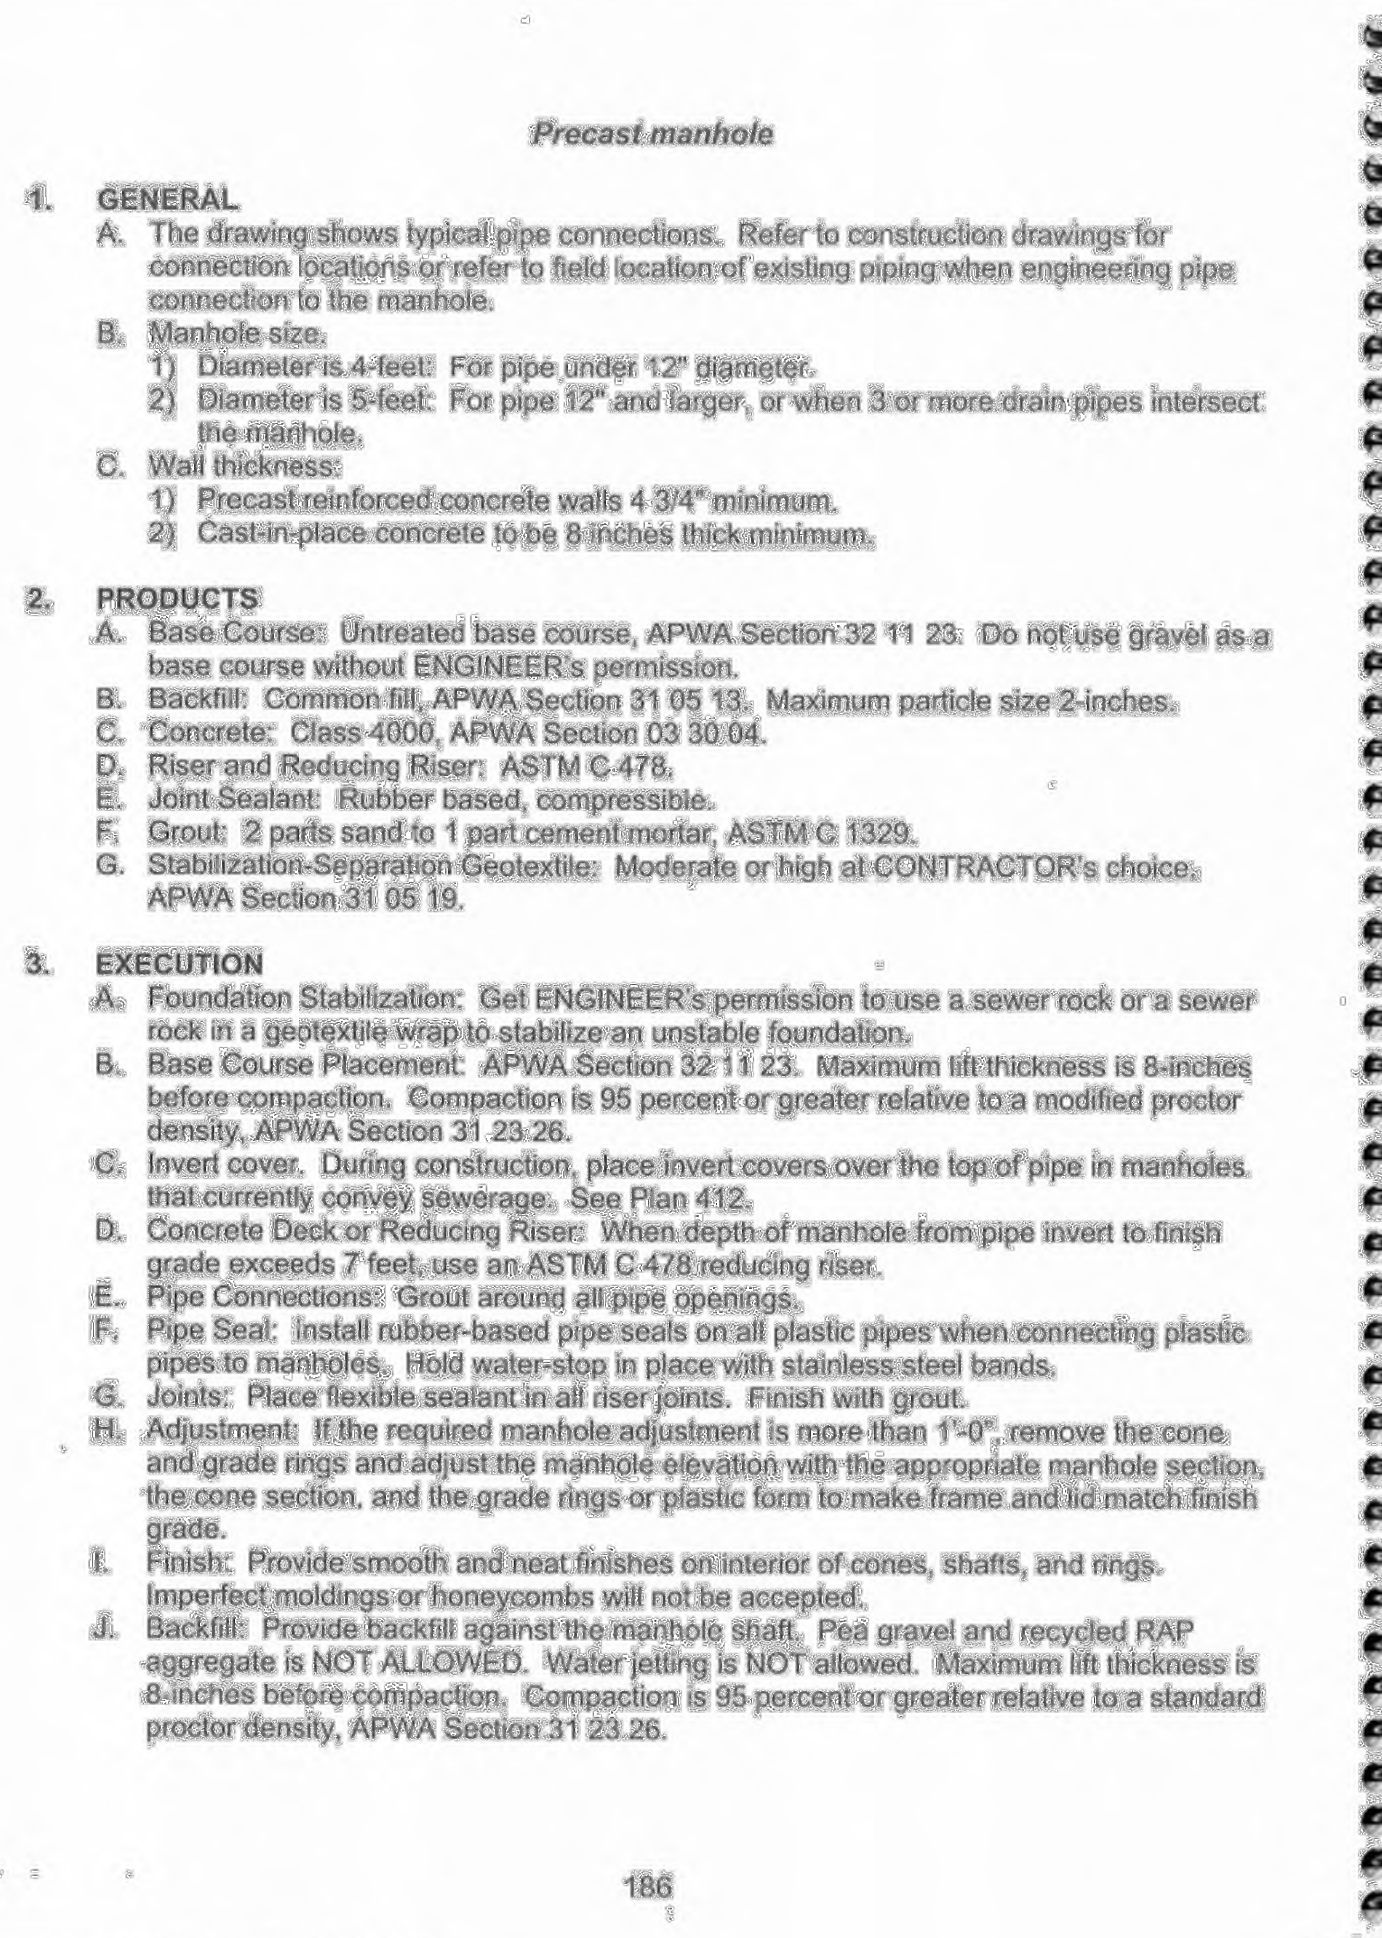 Precast manhole
1. GENERAL
A. The drawing shows typical pipe connections. Refer to construction drawings for
connection locations or refer to field location of existing piping when engineering pipe
connection to the manhole.
B. Manhole size.
1) Diameter is 4-feet: For pipe under 12" diameter.
2) Diameter is 5-feet: For pipe 12" and larger, or when 3 or more drain pipes intersect
the manhole.
C. Wall thickness:
1) Precast reinforced concrete walls 4 3/4" minimum.
2) Cast-in-place concrete to be 8 inches thick minimum.
2. PRODUCTS
A. Base Course: Untreated base course, APWA Section 32 11 23. Do not use gravel as a
base course without ENGINEER's permission.
B. Backfill: Common fill, APWA Section 31 05 13. Maximum particle size 2-inches.
C. Concrete: Class 4000, APWA Section 03 30 04.
D. Riser and Reducing Riser: ASTM C 478.
E. Joint Sealant: Rubber based, compressible.
F. Grout: 2 parts sand to 1 part cement mortar, ASTM C 1329.
G. Stabilization-Separation Geotextile: Moderate or high at CONTRACTOR's choice,
APWA Section 31 05 19.
3. EXECUTION
A. Foundation Stabilization: Get ENGINEER's permission to use a sewer rock or a sewer
rock in a geotextile wrap to stabilize an unstable foundation.
B. Base Course Placement: APWA Section 32 11 23. Maximum lift thickness is 8-inches
before compaction. Compaction is 95 percent or greater relative to a modified proctor
density, APWA Section 31 23 26.
C. Invert cover. During construction, place invert covers over the top of pipe in manholes
that currently convey sewerage. See Plan 412.
D. Concrete Deck or Reducing Riser: When depth of manhole from pipe invert to finish
grade exceeds 7 feet, use an ASTM C 478 reducing riser.
E. Pipe Connections: Grout around all pipe openings.
F. Pipe Seal: Install rubber-based pipe seals on all plastic pipes when connecting plastic
pipes to manholes. Hold water-stop in place with stainless steel bands.
G. Joints: Place flexible sealant in all riser joints. Finish with grout.
H. Adjustment: If the required manhole adjustment is more than 1'-0", remove the cone
and grade rings and adjust the manhole elevation with the appropriate manhole section,
the cone section, and the grade rings or plastic form to make frame and lid match finish
grade.
I. Finish: Provide smooth and neat finishes on interior of cones, shafts, and rings.
Imperfect moldings or honeycombs will not be accepted.
J. Backfill: Provide backfill against the manhole shaft. Pea gravel and recycled RAP
aggregate is NOT ALLOWED. Water jetting is NOT allowed. Maximum lift thickness is
8 inches before compaction. Compaction is 95 percent or greater relative to a standard
proctor density, APWA Section 31 23 26.
186